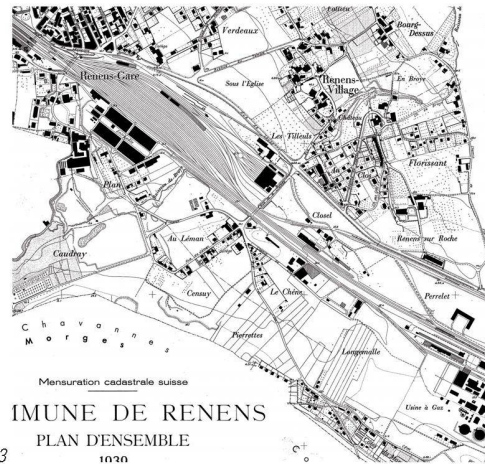 Folieu
Bourg-
Dessus
Verdeaux
Renens-Gare
Sous l'Eglise
Renens-
Village
En Broye
Château
Les Tilleuls
Florissant
Plan
Closel
Renens sur Roche
Au Léman
Caudray
Censuy
Le Chêne
Perrelet
Chavannes
Morges
Pierrettes
Longemalle
Usine à Gaz
Mensuration cadastrale suisse
MMUNE DE RENENS
PLAN D'ENSEMBLE
1939
3